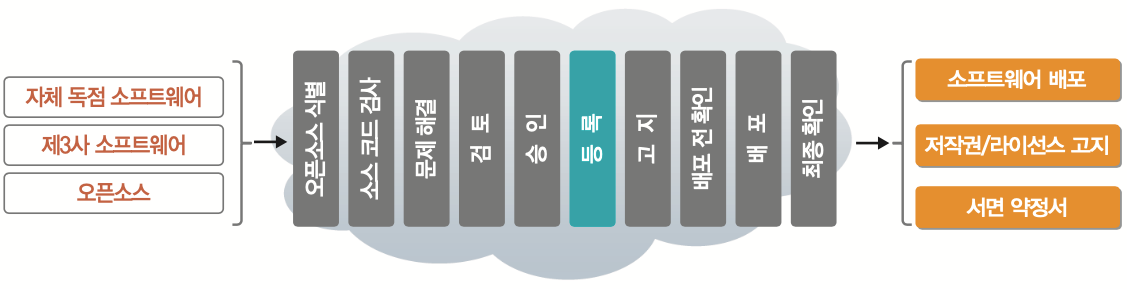 자체 독점 소프트웨어
제3사 소프트웨어
오픈소스
오픈소스 식별
소스 코드 검사
문제 해결
검 토
승 인
등 록
고 지
배포 전 확인
배 포
최종 확인
소프트웨어 배포
저작권/라이선스 고지
서면 약정서